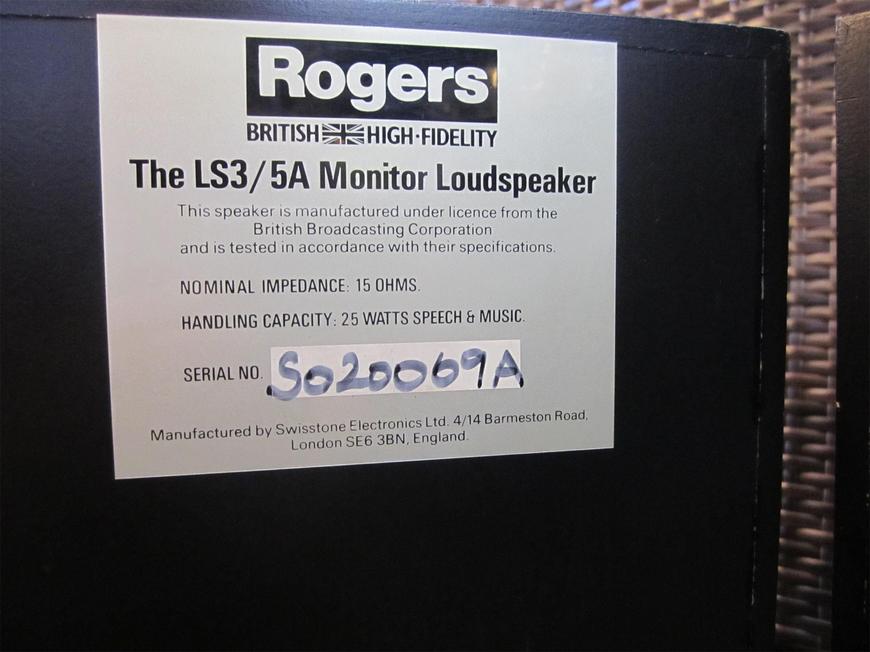 Rogers
BRITISH HIGH·FIDELITY
The LS3/5A Monitor Loudspeaker
This speaker is manufactured under licence from the
British Broadcasting Corporation
and is tested in accordance with their specifications.
NOMINAL IMPEDANCE: 15 OHMS.
HANDLING CAPACITY: 25 WATTS SPEECH & MUSIC.
SERIAL NO. S020069A
Manufactured by Swisstone Electronics Ltd. 4/14 Barmeston Road,
London SE6 3BN, England.